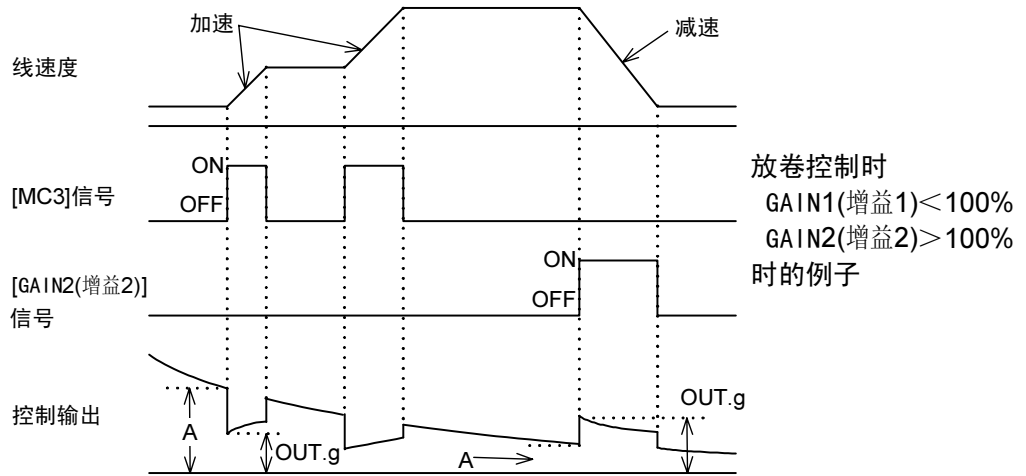 加速
减速
线速度
ON
OFF
[MC3]信号
放卷控制时
GAIN1(增益1)＜100%
GAIN2(增益2)＞100%
时的例子
ON
OFF
[GAIN2(增益2)]
信号
控制输出
A
OUT.g
A
OUT.g